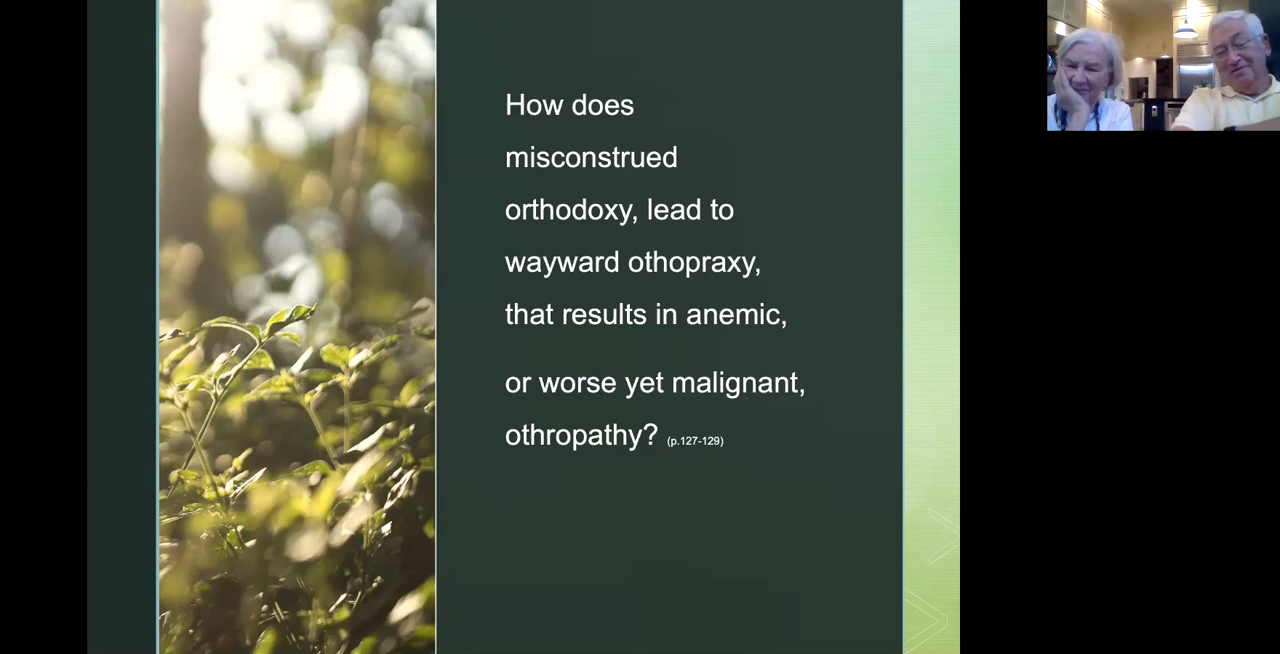 How does
misconstrued
orthodoxy, lead to
wayward othopraxy,
that results in anemic,
or worse yet malignant,
othropathy? (p.127-129)